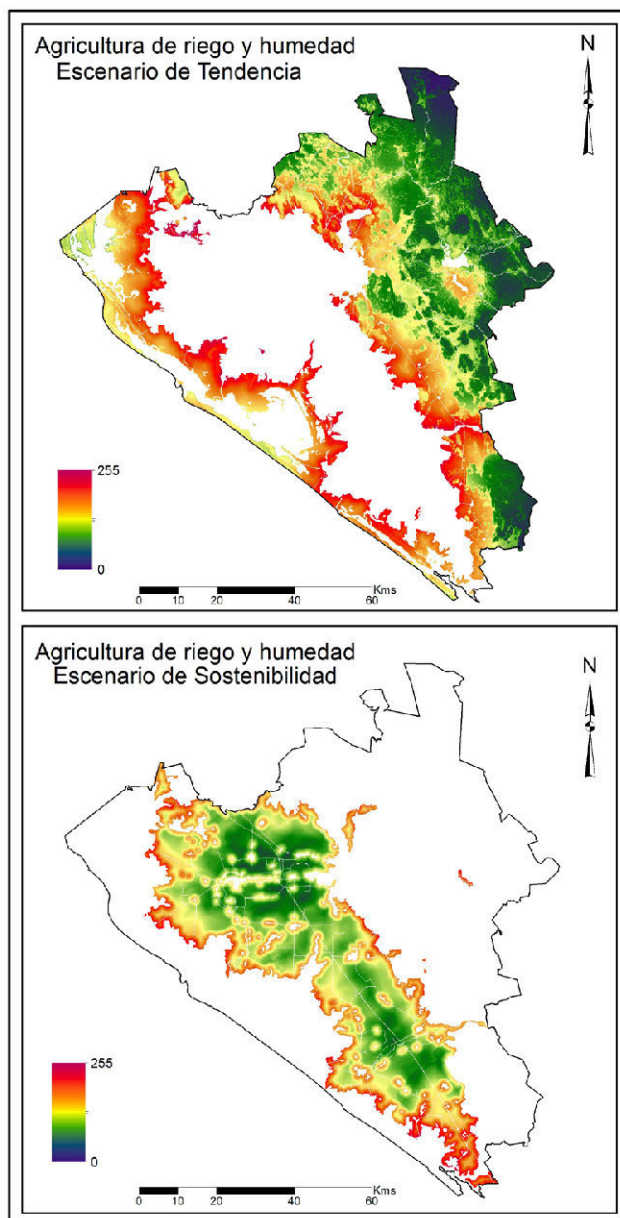 Agricultura de riego y humedad
Escenario de Tendencia
N
255
0
Kms
0 10 20 40 60
Agricultura de riego y humedad
Escenario de Sostenibilidad
N
255
0
Kms
0 10 20 40 60